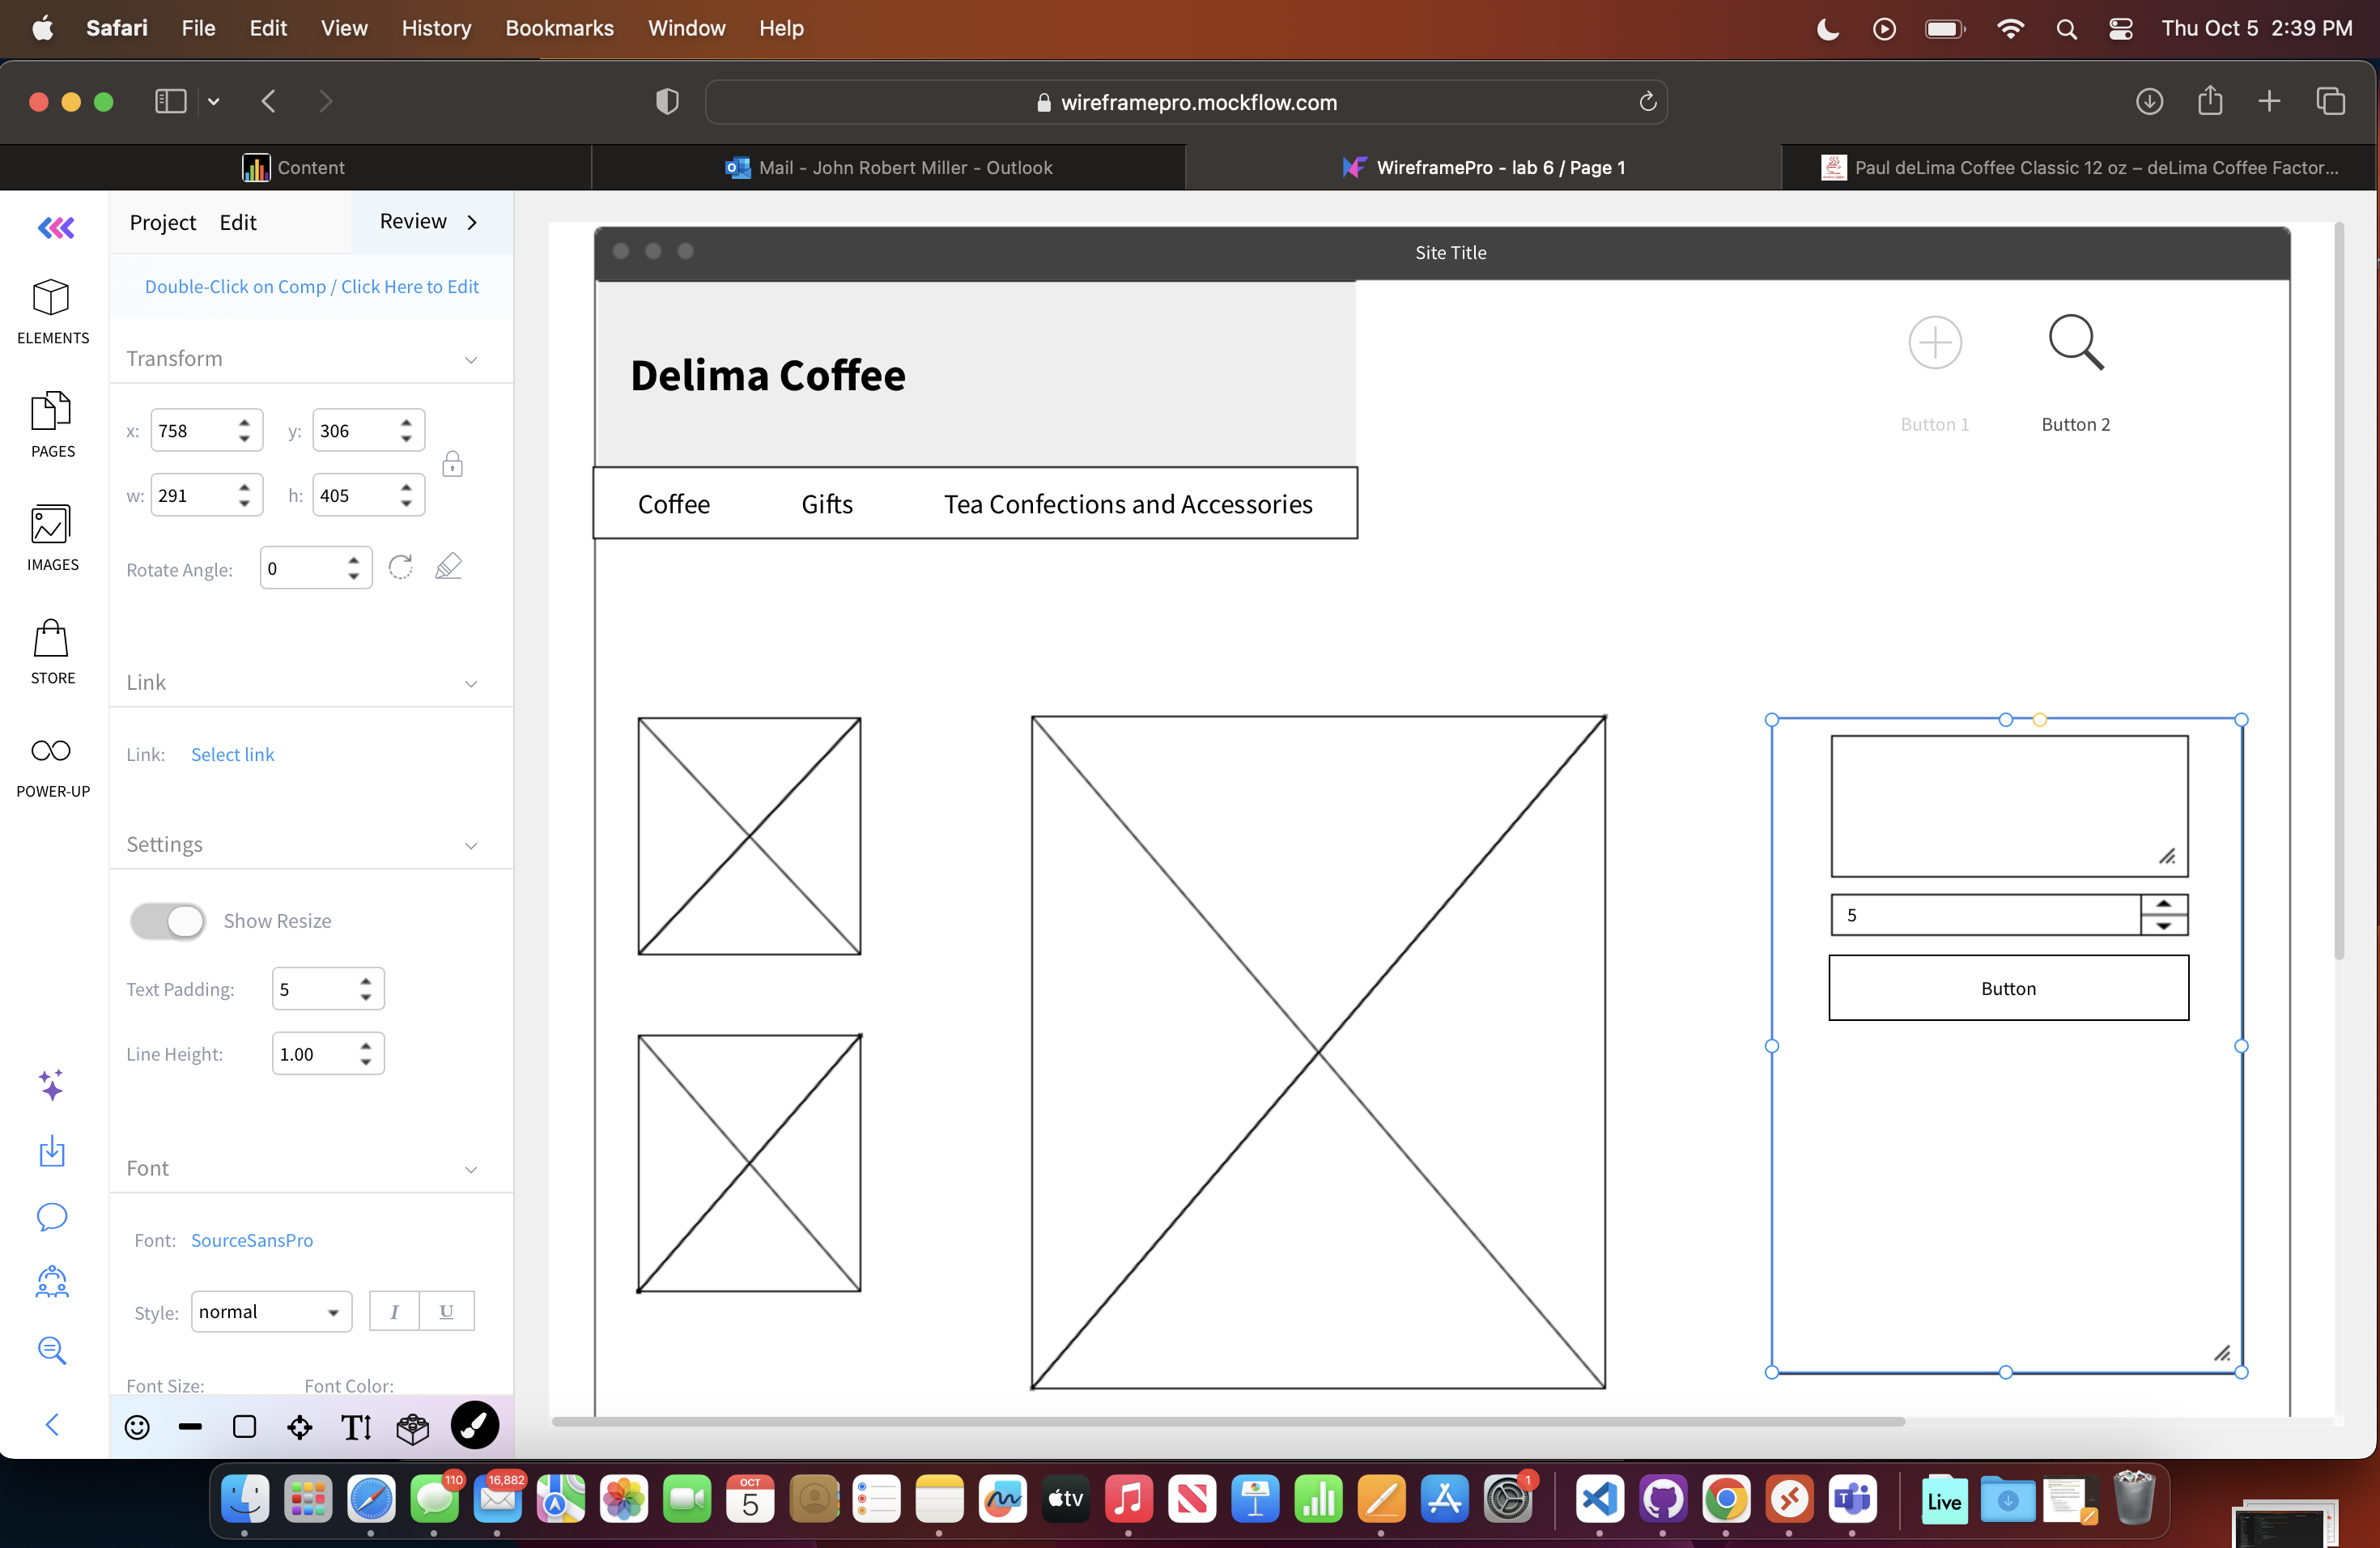 Safari File Edit View History Bookmarks Window Help
Thu Oct 5 2:39 PM
wireframepro.mockflow.com
Content
Mail - John Robert Miller - Outlook
WireframePro - lab 6 / Page 1
Paul deLima Coffee Classic 12 oz – deLima Coffee Factor...
Project Edit Review
Double-Click on Comp / Click Here to Edit
ELEMENTS
PAGES
IMAGES
STORE
POWER-UP
Transform
x: 758 y: 306
w: 291 h: 405
Rotate Angle: 0
Link
Link: Select link
Settings
Show Resize
Text Padding: 5
Line Height: 1.00
Font
Font: SourceSansPro
Style: normal I U
Font Size: Font Color:
Site Title
Delima Coffee
Button 1
Button 2
Coffee Gifts Tea Confections and Accessories
5
Button
110
16,882
OCT
5
tv
1
Live